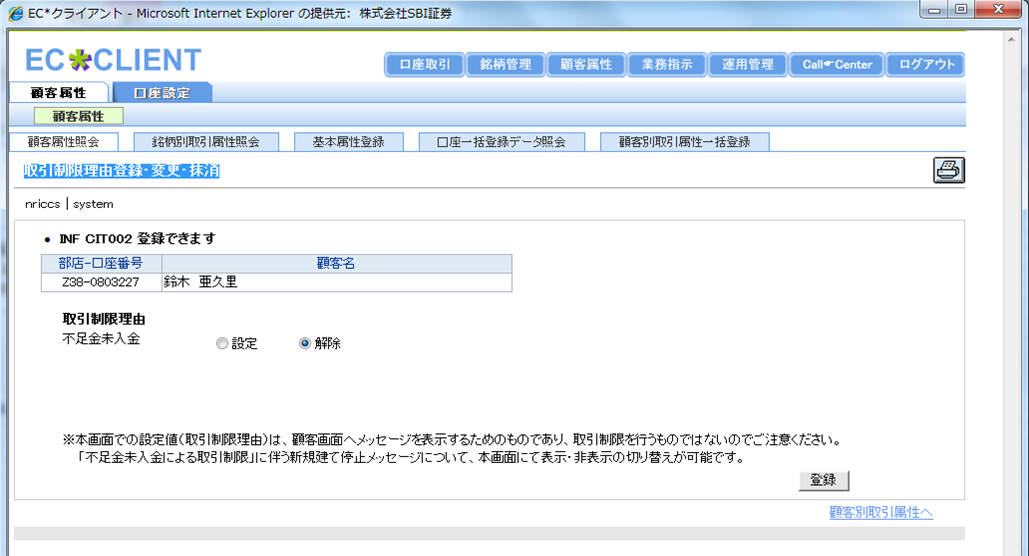 EC*クライアント - Microsoft Internet Explorer の提供元: 株式会社SBI証券
EC*CLIENT
口座取引 銘柄管理 顧客属性 業務指示 運用管理 Call Center ログアウト
顧客属性 口座設定
顧客属性
顧客属性照会 銘柄別取引属性照会 基本属性登録 口座一括登録データ照会 顧客別取引属性一括登録
取引制限理由登録・変更・抹消
nriccs | system
• INF CIT002 登録できます
部店-口座番号 顧客名
Z38-0803227 鈴木 亜久里
取引制限理由
不足金未入金 設定 解除
※本画面での設定値(取引制限理由)は、顧客画面へメッセージを表示するためのものであり、取引制限を行うものではないのでご注意ください。
「不足金未入金による取引制限」に伴う新規建て停止メッセージについて、本画面にて表示・非表示の切り替えが可能です。
登録
顧客別取引属性へ